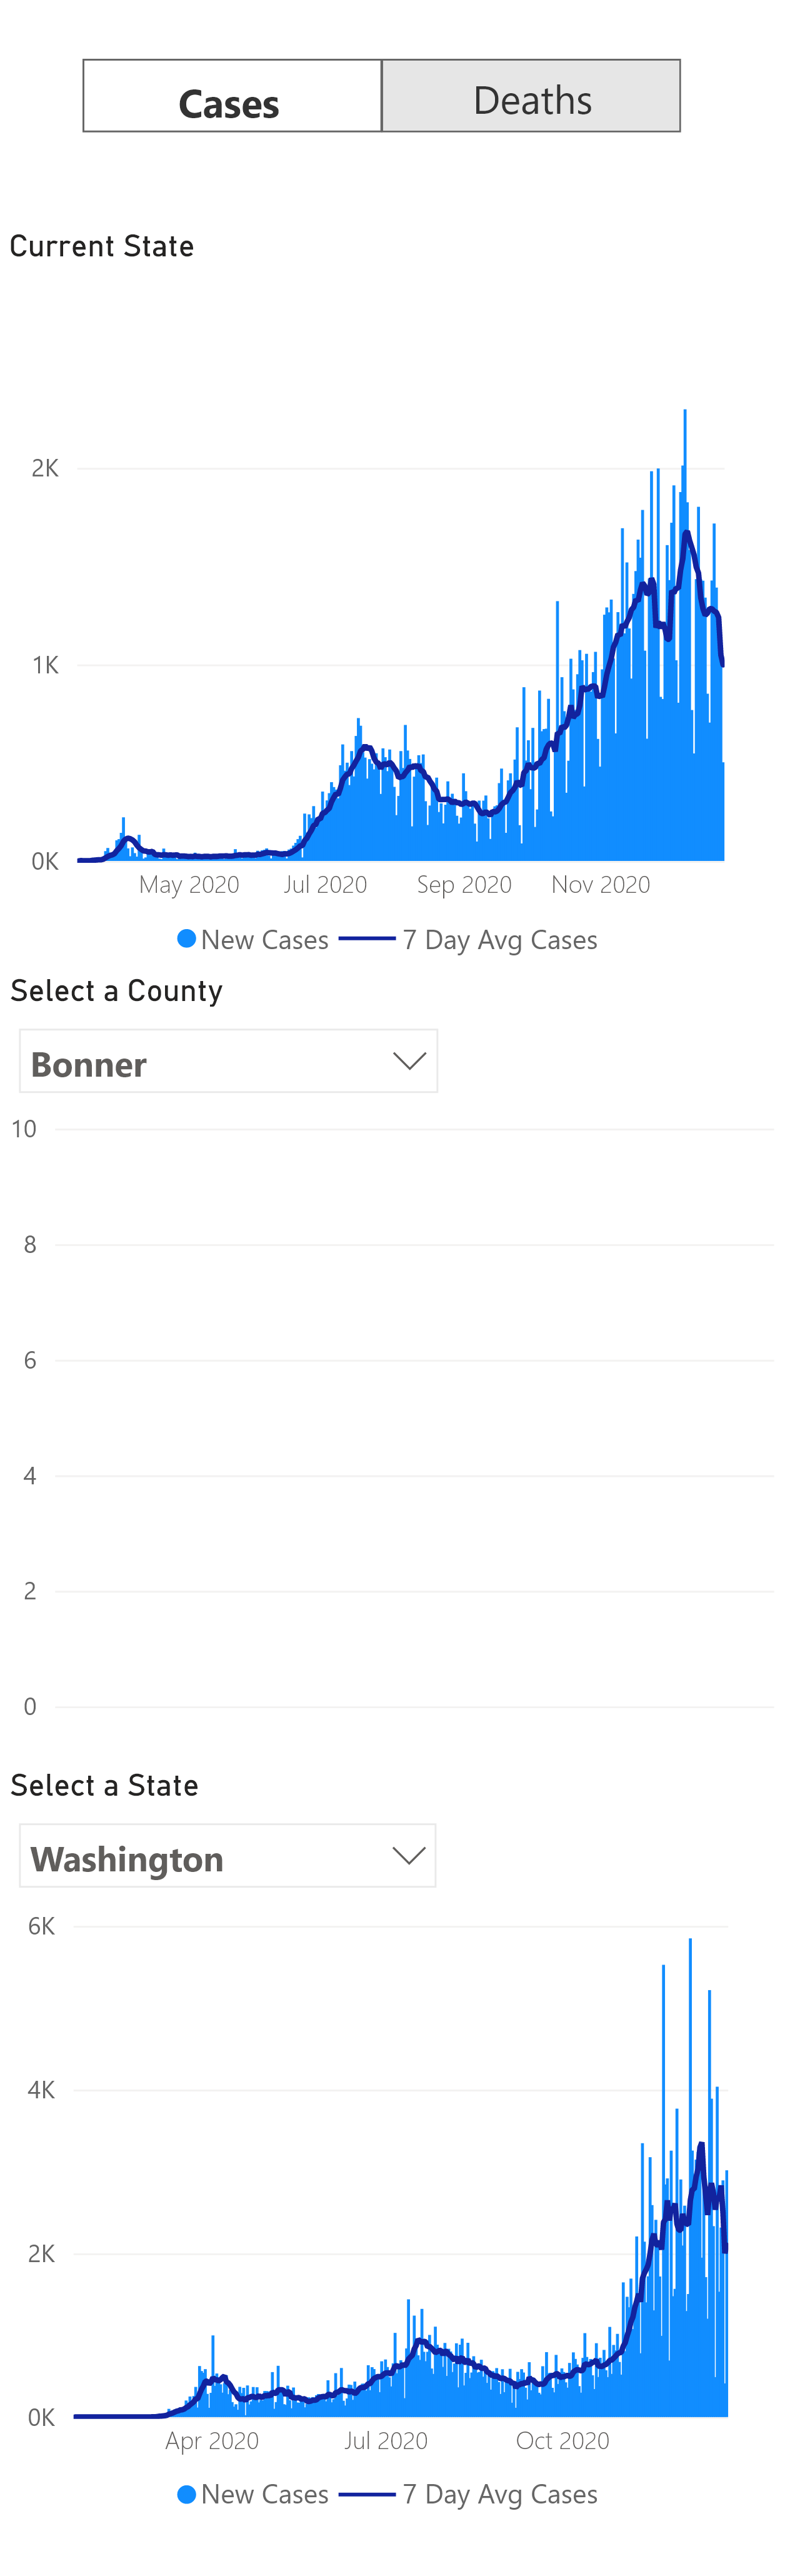 Cases Deaths
Current State
2K
1K
0K
May 2020 Jul 2020 Sep 2020 Nov 2020
New Cases 7 Day Avg Cases
Select a County
Bonner
10
8
6
4
2
0
Select a State
Washington
6K
4K
2K
0K
Apr 2020 Jul 2020 Oct 2020
New Cases 7 Day Avg Cases